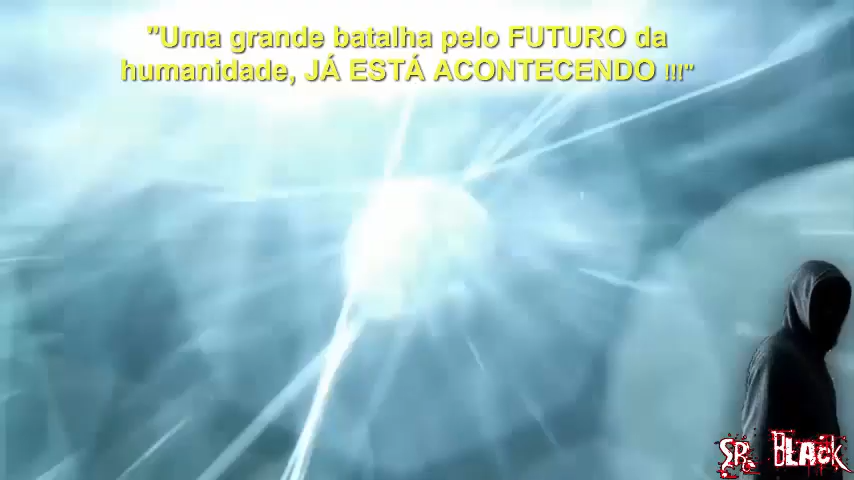 "Uma grande batalha pelo FUTURO da
humanidade, JÁ ESTÁ ACONTECENDO !!!"
SR. BLACK